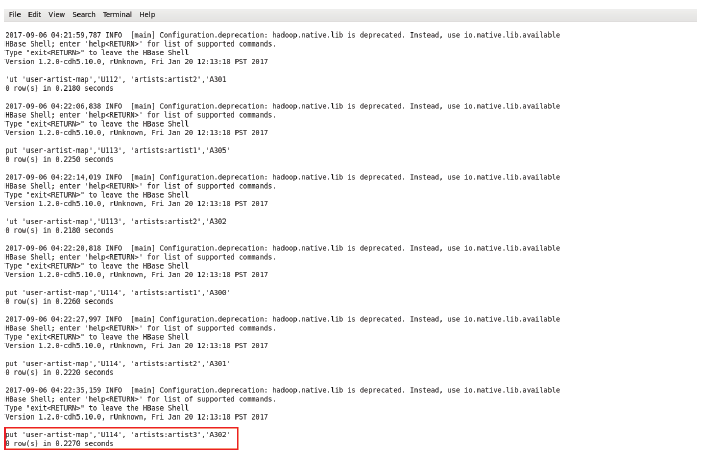 File Edit View Search Terminal Help
2017-09-06 04:21:59,787 INFO [main] Configuration.deprecation: hadoop.native.lib is deprecated. Instead, use io.native.lib.available
HBase Shell; enter 'help<RETURN>' for list of supported commands.
Type "exit<RETURN>" to leave the HBase Shell
Version 1.2.0-cdh5.10.0, rUnknown, Fri Jan 20 12:13:18 PST 2017
'ut 'user-artist-map','U112', 'artists:artist2','A301
0 row(s) in 0.2180 seconds
2017-09-06 04:22:06,838 INFO [main] Configuration.deprecation: hadoop.native.lib is deprecated. Instead, use io.native.lib.available
HBase Shell; enter 'help<RETURN>' for list of supported commands.
Type "exit<RETURN>" to leave the HBase Shell
Version 1.2.0-cdh5.10.0, rUnknown, Fri Jan 20 12:13:18 PST 2017
put 'user-artist-map','U113', 'artists:artist1','A305'
0 row(s) in 0.2250 seconds
2017-09-06 04:22:14,019 INFO [main] Configuration.deprecation: hadoop.native.lib is deprecated. Instead, use io.native.lib.available
HBase Shell; enter 'help<RETURN>' for list of supported commands.
Type "exit<RETURN>" to leave the HBase Shell
Version 1.2.0-cdh5.10.0, rUnknown, Fri Jan 20 12:13:18 PST 2017
'ut 'user-artist-map','U113', 'artists:artist2','A302
0 row(s) in 0.2180 seconds
2017-09-06 04:22:20,818 INFO [main] Configuration.deprecation: hadoop.native.lib is deprecated. Instead, use io.native.lib.available
HBase Shell; enter 'help<RETURN>' for list of supported commands.
Type "exit<RETURN>" to leave the HBase Shell
Version 1.2.0-cdh5.10.0, rUnknown, Fri Jan 20 12:13:18 PST 2017
put 'user-artist-map','U114', 'artists:artist1','A300'
0 row(s) in 0.2260 seconds
2017-09-06 04:22:27,997 INFO [main] Configuration.deprecation: hadoop.native.lib is deprecated. Instead, use io.native.lib.available
HBase Shell; enter 'help<RETURN>' for list of supported commands.
Type "exit<RETURN>" to leave the HBase Shell
Version 1.2.0-cdh5.10.0, rUnknown, Fri Jan 20 12:13:18 PST 2017
put 'user-artist-map','U114', 'artists:artist2','A301'
0 row(s) in 0.2220 seconds
2017-09-06 04:22:35,159 INFO [main] Configuration.deprecation: hadoop.native.lib is deprecated. Instead, use io.native.lib.available
HBase Shell; enter 'help<RETURN>' for list of supported commands.
Type "exit<RETURN>" to leave the HBase Shell
Version 1.2.0-cdh5.10.0, rUnknown, Fri Jan 20 12:13:18 PST 2017
put 'user-artist-map','U114', 'artists:artist3','A302'
0 row(s) in 0.2270 seconds